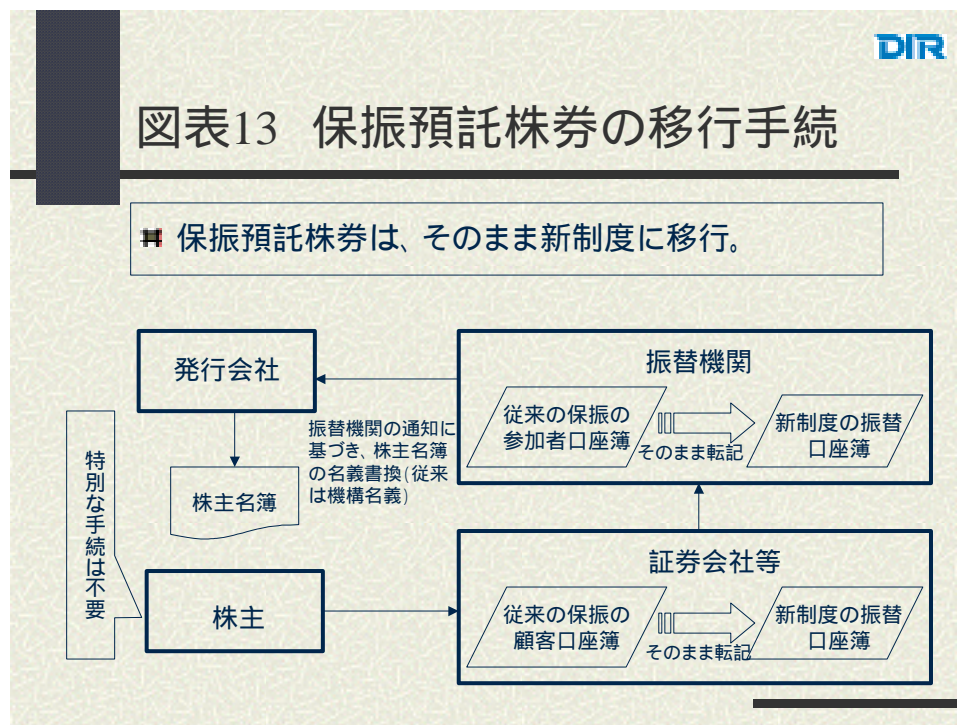 DIR
図表13 保振預託株券の移行手続
保振預託株券は、そのまま新制度に移行。
発行会社
振替機関
従来の保振の
参加者口座簿
そのまま転記
新制度の振替
口座簿
振替機関の通知に
基づき、株主名簿
の名義書換(従来
は機構名義)
株主名簿
特別な手続は不要
株主
証券会社等
従来の保振の
顧客口座簿
そのまま転記
新制度の振替
口座簿